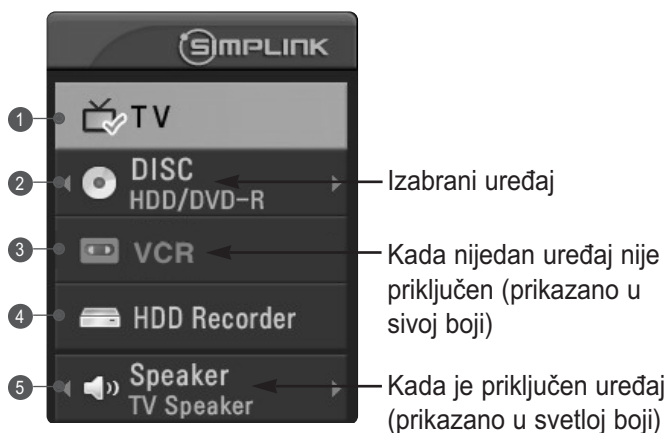 SIMPLINK
1 TV
2 DISC
HDD/DVD-R
Izabrani uređaj
3 VCR
Kada nijedan uređaj nije
priključen (prikazano u
sivoj boji)
4 HDD Recorder
5 Speaker
TV Speaker
Kada je priključen uređaj
(prikazano u svetloj boji)